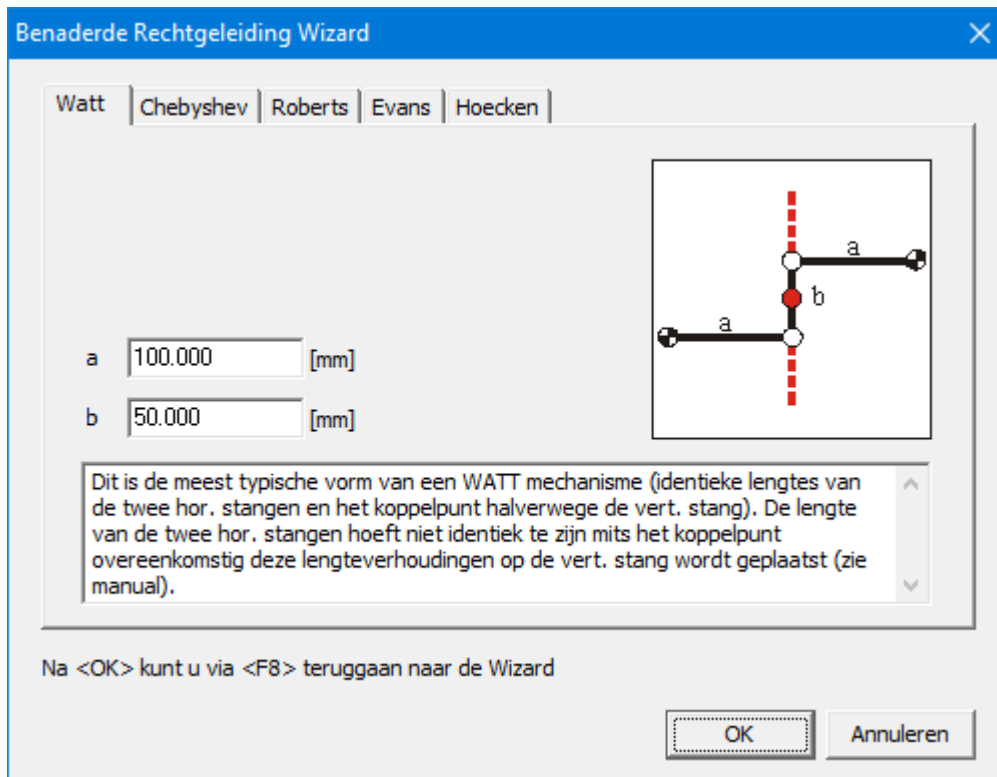 Benaderde Rechtgeleiding Wizard
Watt
Chebyshev
Roberts
Evans
Hoecken
a
b
a
a 100.000 [mm]
b 50.000 [mm]
Dit is de meest typische vorm van een WATT mechanisme (identieke lengtes van
de twee hor. stangen en het koppelpunt halverwege de vert. stang). De lengte
van de twee hor. stangen hoeft niet identiek te zijn mits het koppelpunt
overeenkomstig deze lengteverhoudingen op de vert. stang wordt geplaatst (zie
manual).
Na <OK> kunt u via <F8> teruggaan naar de Wizard
OK
Annuleren